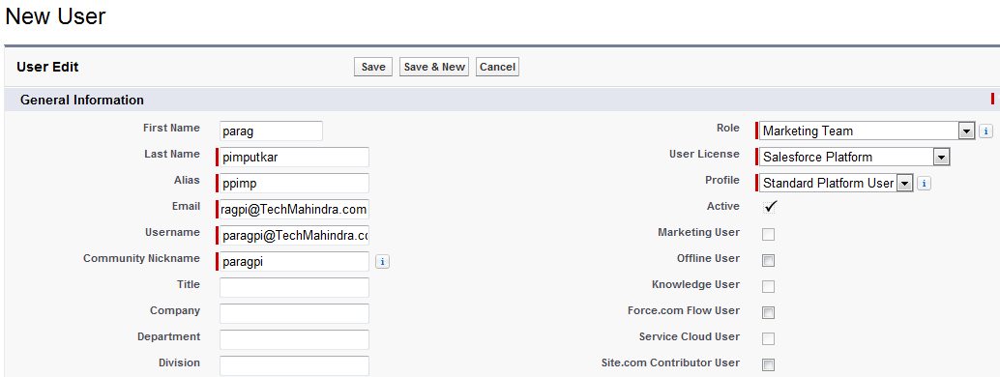 New User
User Edit Save Save & New Cancel
General Information
First Name parag
Last Name pimputkar
Alias ppimp
Email ragpi@TechMahindra.com
Username paragpi@TechMahindra.co
Community Nickname paragpi i
Title
Company
Department
Division
Role Marketing Team i
User License Salesforce Platform
Profile Standard Platform User i
Active
Marketing User
Offline User
Knowledge User
Force.com Flow User
Service Cloud User
Site.com Contributor User